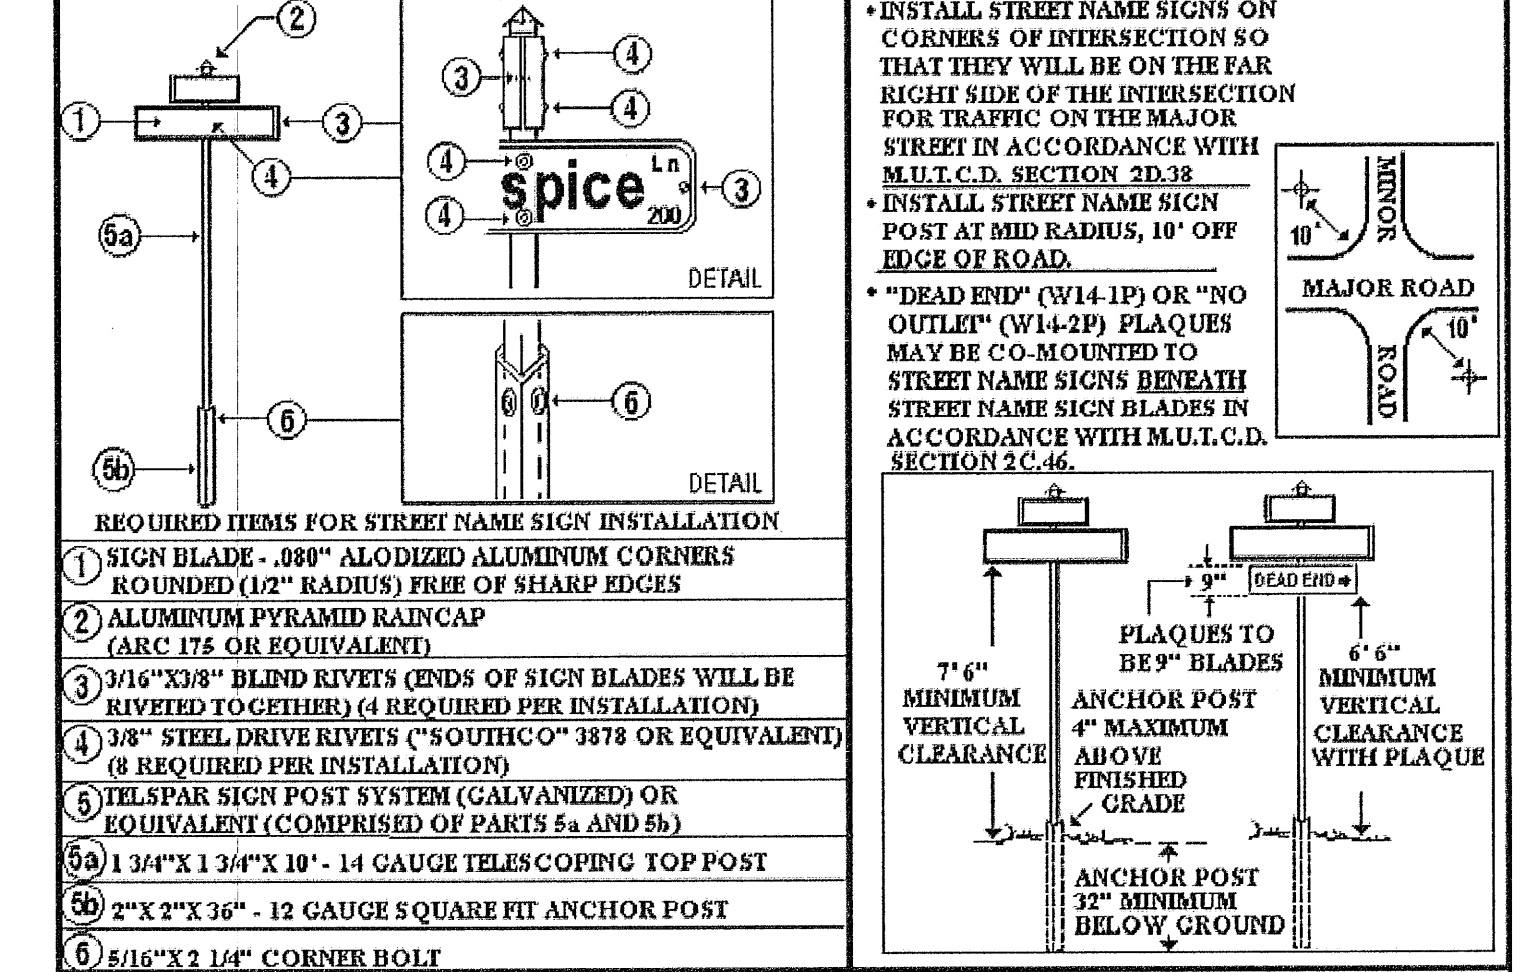 2
1
3
4
5a
6
5b
4
3
4
4
spice Ln
3
4
200
DETAIL
6
DETAIL
REQUIRED ITEMS FOR STREET NAME SIGN INSTALLATION
1 SIGN BLADE - .080" ALODIZED ALUMINUM CORNERS
ROUNDED (1/2" RADIUS) FREE OF SHARP EDGES
2 ALUMINUM PYRAMID RAINCAP
(ARC 175 OR EQUIVALENT)
3 3/16"X3/8" BLIND RIVETS (ENDS OF SIGN BLADES WILL BE
RIVETED TOGETHER) (4 REQUIRED PER INSTALLATION)
4 3/8" STEEL DRIVE RIVETS ("SOUTHCO" 3878 OR EQUIVALENT)
(8 REQUIRED PER INSTALLATION)
5 TELSPAR SIGN POST SYSTEM (GALVANIZED) OR
EQUIVALENT (COMPRISED OF PARTS 5a AND 5b)
5a 1 3/4"X 1 3/4"X 10' - 14 GAUGE TELESCOPING TOP POST
5b 2"X 2"X 36" - 12 GAUGE SQUARE FIT ANCHOR POST
6 5/16"X 2 1/4" CORNER BOLT
• INSTALL STREET NAME SIGNS ON
CORNERS OF INTERSECTION SO
THAT THEY WILL BE ON THE FAR
RIGHT SIDE OF THE INTERSECTION
FOR TRAFFIC ON THE MAJOR
STREET IN ACCORDANCE WITH
M.U.T.C.D. SECTION 2D.38
• INSTALL STREET NAME SIGN
POST AT MID RADIUS, 10' OFF
EDGE OF ROAD.
• "DEAD END" (W14-1P) OR "NO
OUTLET" (W14-2P) PLAQUES
MAY BE CO-MOUNTED TO
STREET NAME SIGNS BENEATH
STREET NAME SIGN BLADES IN
ACCORDANCE WITH M.U.T.C.D.
SECTION 2C.46.
MINOR
10'
MAJOR ROAD
10'
ROAD
9"
DEAD END
PLAQUES TO
BE 9" BLADES
7' 6"
MINIMUM
VERTICAL
CLEARANCE
ANCHOR POST
4" MAXIMUM
ABOVE
FINISHED
GRADE
6' 6"
MINIMUM
VERTICAL
CLEARANCE
WITH PLAQUE
ANCHOR POST
32" MINIMUM
BELOW GROUND